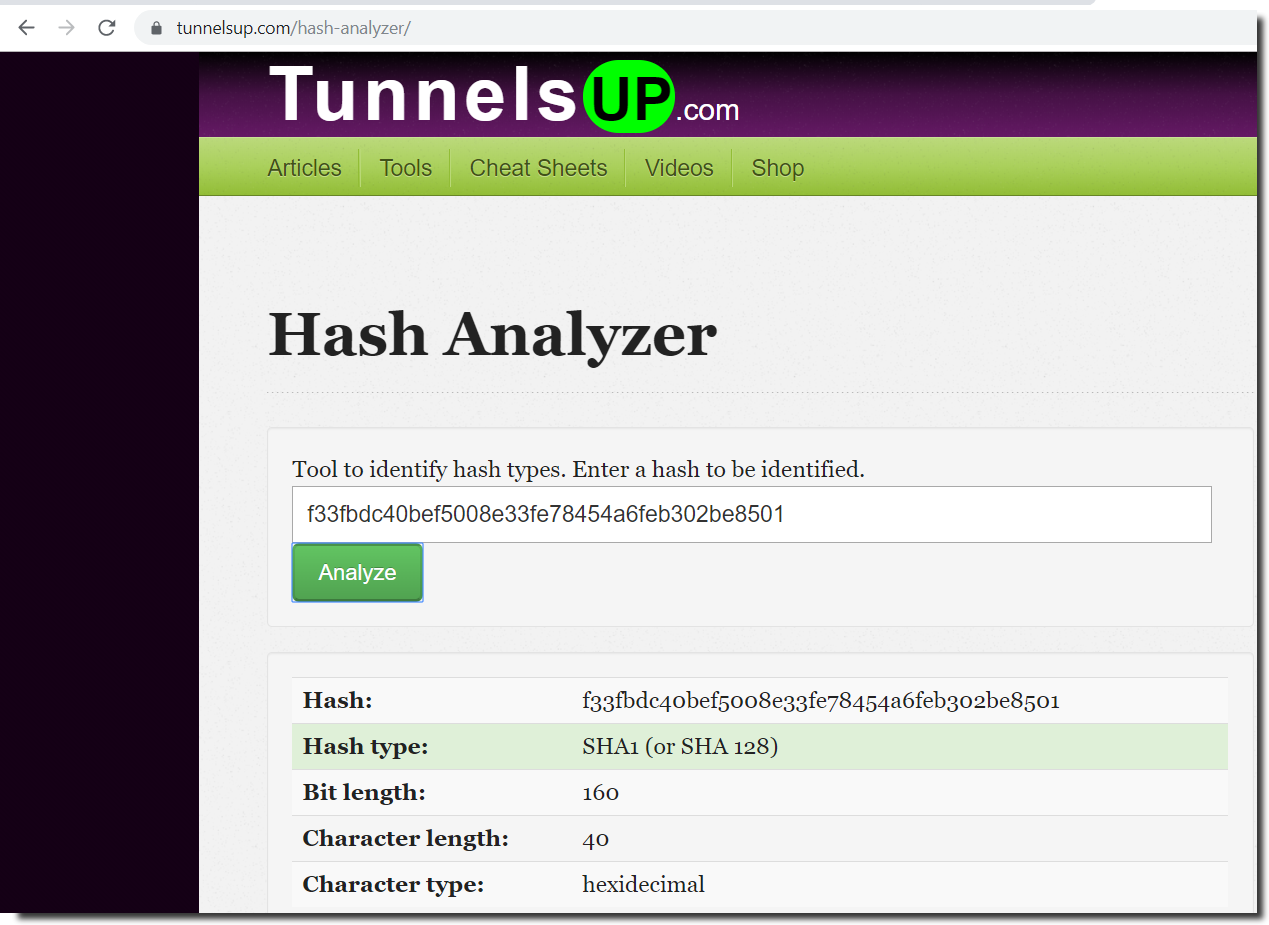 tunnelsup.com/hash-analyzer/
TunnelsUP.com
Articles Tools Cheat Sheets Videos Shop
Hash Analyzer
Tool to identify hash types. Enter a hash to be identified.
f33fbdc40bef5008e33fe78454a6feb302be8501
Analyze
Hash: f33fbdc40bef5008e33fe78454a6feb302be8501
Hash type: SHA1 (or SHA 128)
Bit length: 160
Character length: 40
Character type: hexidecimal